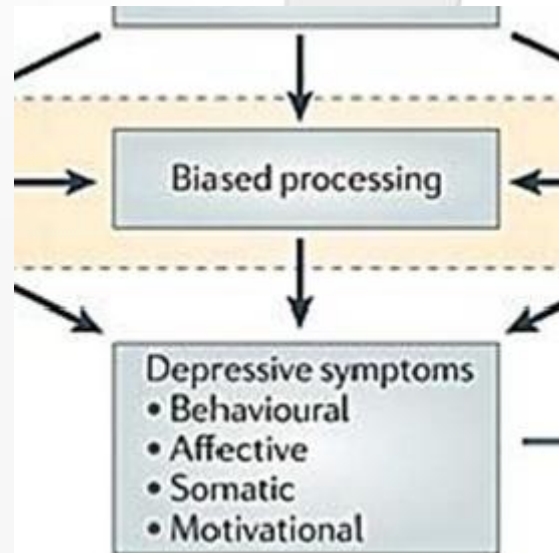 Biased processing
Depressive symptoms
• Behavioural
• Affective
• Somatic
• Motivational